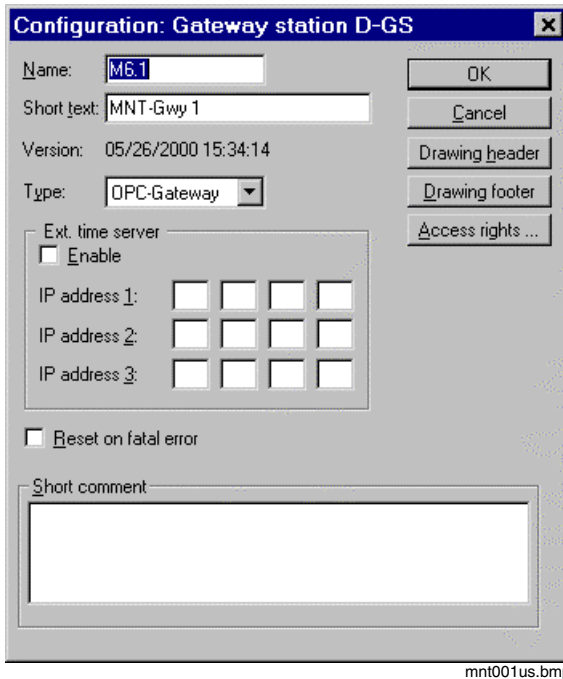 Configuration: Gateway station D-GS
Name: M6.1
OK
Short text: MNT-Gwy 1
Cancel
Version: 05/26/2000 15:34:14
Drawing header
Type: OPC-Gateway
Drawing footer
Access rights ...
Ext. time server
Enable
IP address 1:
IP address 2:
IP address 3:
Reset on fatal error
Short comment
mnt001us.bmp